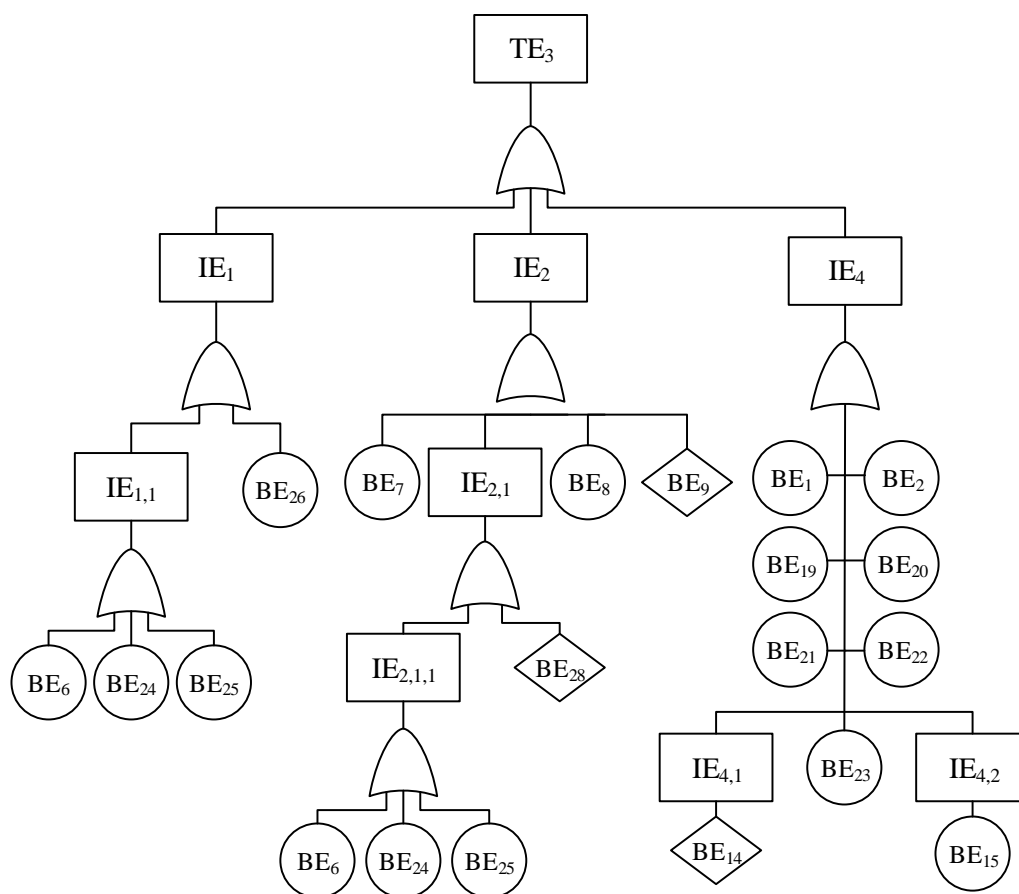 TE₃
IE₁
IE₂
IE₄
IE₁,₁
BE₂₆
BE₇
IE₂,₁
BE₈
BE₉
BE₁
BE₂
BE₁₉
BE₂₀
BE₂₁
BE₂₂
BE₆
BE₂₄
BE₂₅
IE₂,₁,₁
BE₂₈
IE₄,₁
BE₂₃
IE₄,₂
BE₆
BE₂₄
BE₂₅
BE₁₄
BE₁₅